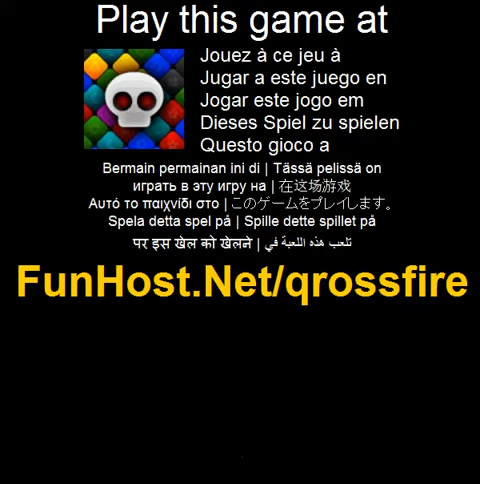 Play this game at
Jouez à ce jeu à
Jugar a este juego en
Jogar este jogo em
Dieses Spiel zu spielen
Questo gioco a
Bermain permainan ini di | Tässä pelissä on
играть в эту игру на | 在这场游戏
Αυτό το παιχνίδι στο | このゲームをプレイします。
Spela detta spel på | Spille dette spillet på
पर इस खेल को खेलने | تلعب هذه اللعبة في
FunHost.Net/qrossfire